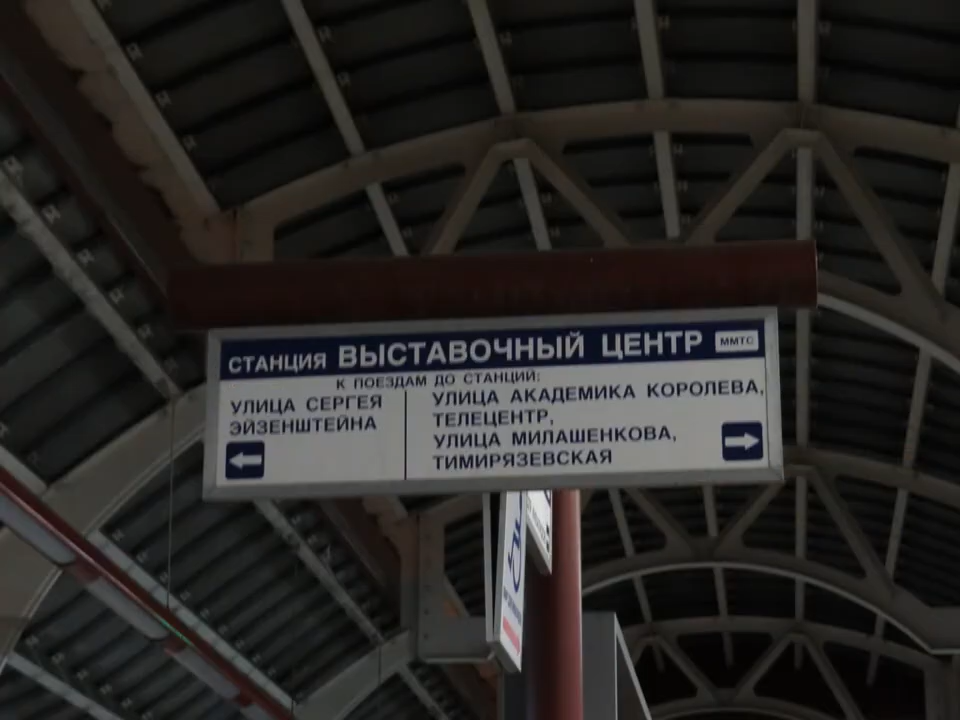 СТАНЦИЯ ВЫСТАВОЧНЫЙ ЦЕНТР ММТС
К ПОЕЗДАМ ДО СТАНЦИЙ:
УЛИЦА СЕРГЕЯ
ЭЙЗЕНШТЕЙНА
УЛИЦА АКАДЕМИКА КОРОЛЕВА,
ТЕЛЕЦЕНТР,
УЛИЦА МИЛАШЕНКОВА,
ТИМИРЯЗЕВСКАЯ